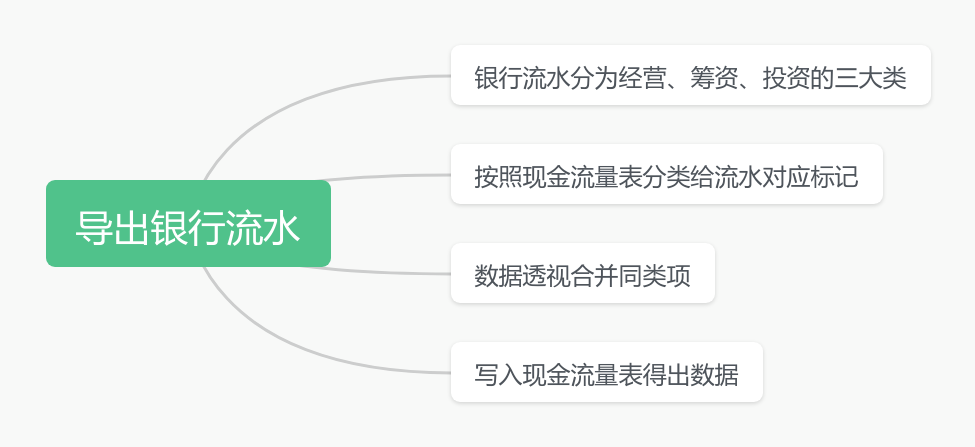 导出银行流水
银行流水分为经营、筹资、投资的三大类
按照现金流量表分类给流水对应标记
数据透视合并同类项
写入现金流量表得出数据